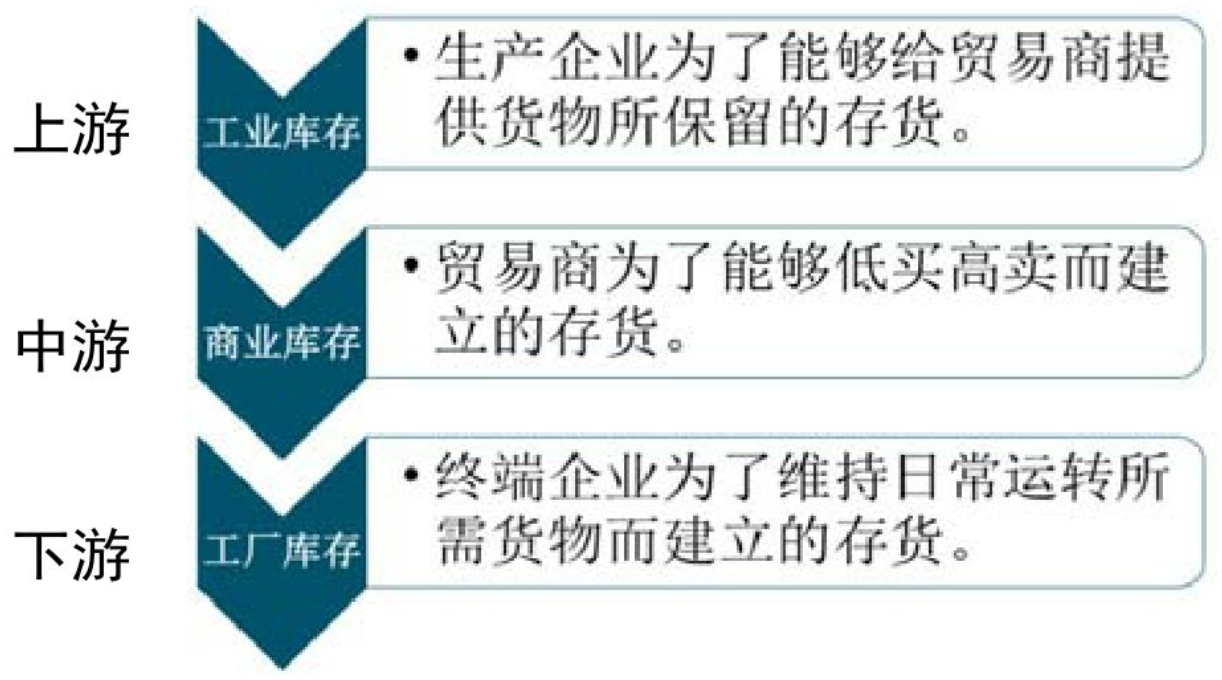 上游
工业库存
•生产企业为了能够给贸易商提
供货物所保留的存货。
中游
商业库存
•贸易商为了能够低买高卖而建
立的存货。
下游
工厂库存
•终端企业为了维持日常运转所
需货物而建立的存货。